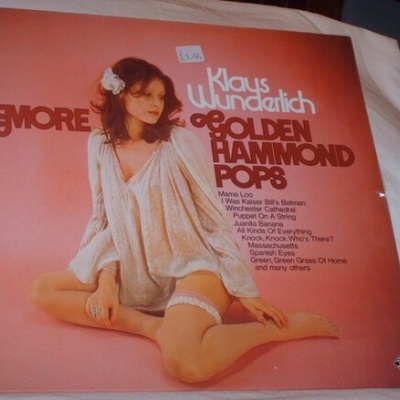 Klaus
Wunderlich
MORE GOLDEN
HAMMOND
POPS
Mama Loo
I Was Kaiser Bill's Batman
Winchester Cathedral
Puppet On A String
Juanita Banana
All Kinds Of Everything
Knock, Knock Who's There?
Massachusetts
Spanish Eyes
Green, Green Grass Of Home
and many others